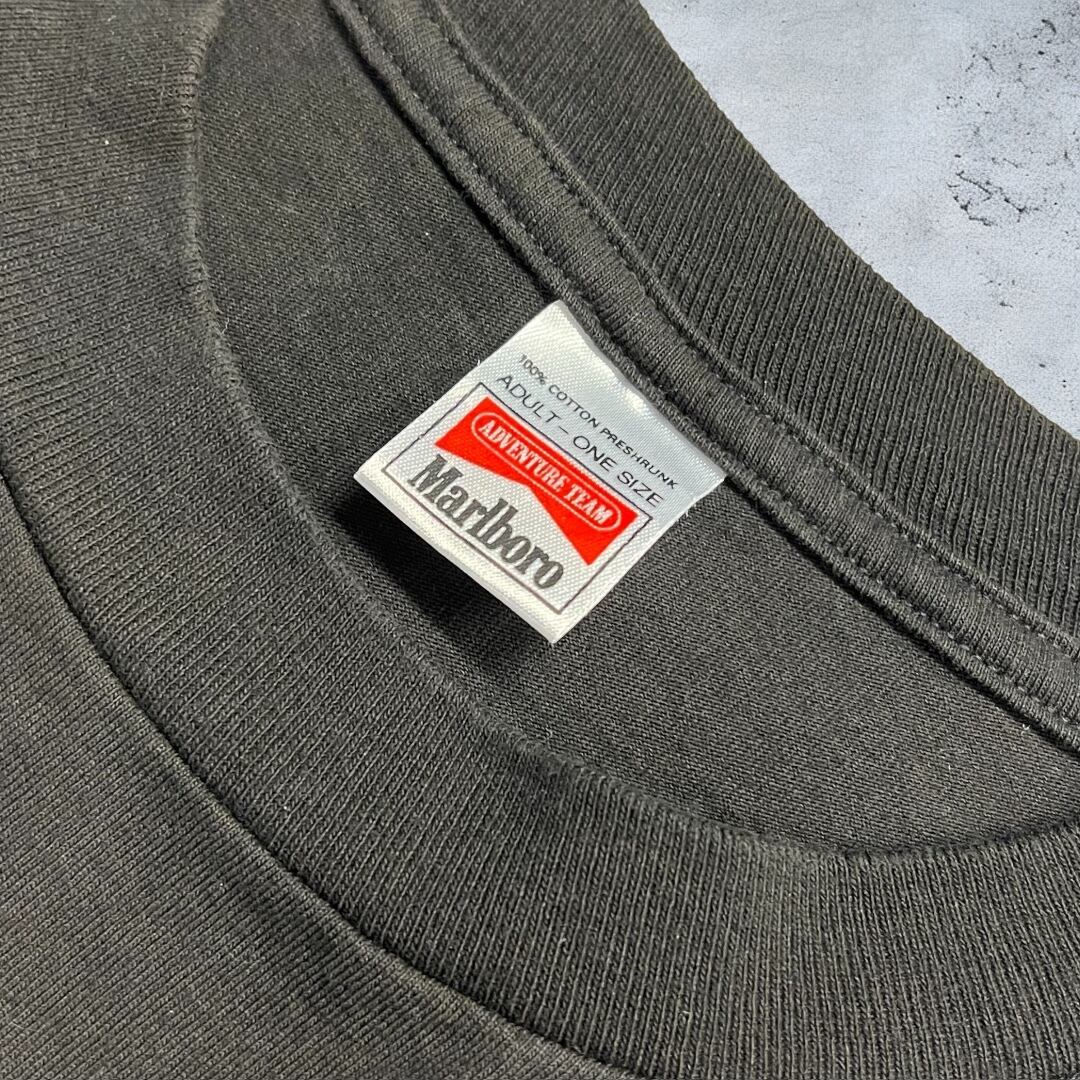 100% COTTON PRESHRUNK
ADULT – ONE SIZE
ADVENTURE TEAM
Marlboro